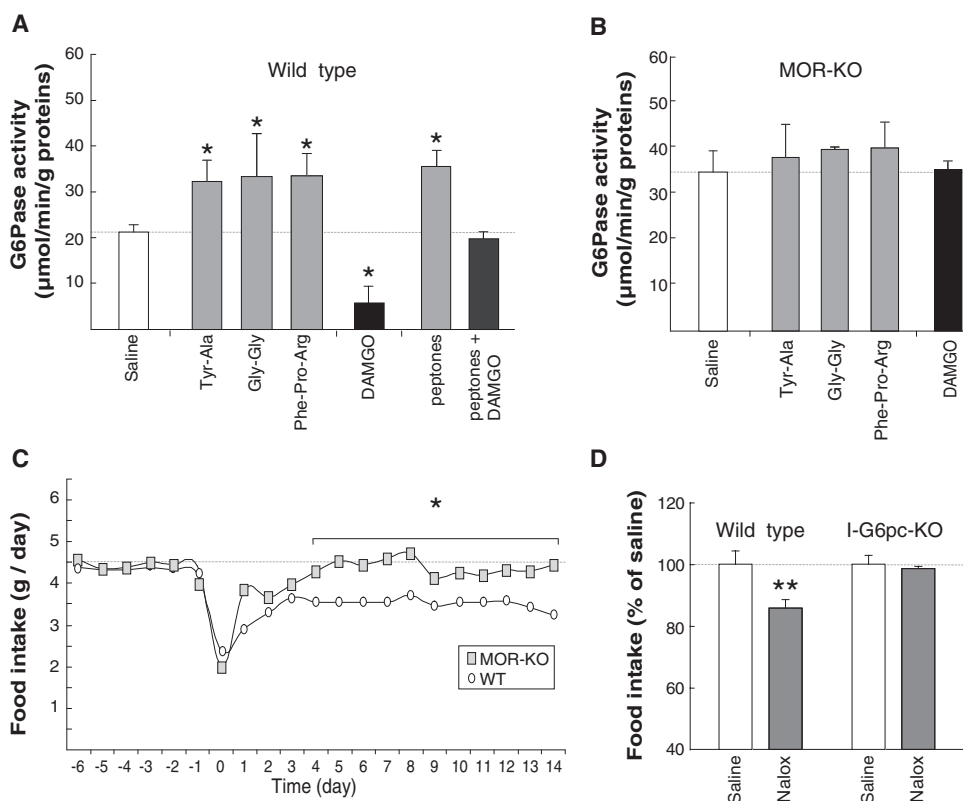 A
Wild type
G6Pase activity
(µmol/min/g proteins)
60
50
40
30
20
10
*
*
*
*
*
Saline
Tyr-Ala
Gly-Gly
Phe-Pro-Arg
DAMGO
peptones
peptones +
DAMGO
B
MOR-KO
G6Pase activity
(µmol/min/g proteins)
60
50
40
30
40
10
Saline
Tyr-Ala
Gly-Gly
Phe-Pro-Arg
DAMGO
C
Food intake (g / day)
6
5
4
3
2
1
*
MOR-KO
WT
-6 -5 -4 -3 -2 -1 0 1 2 3 4 5 6 7 8 9 10 11 12 13 14
Time (day)
D
Food intake (% of saline)
120
100
80
60
40
Wild type
I-G6pc-KO
**
Saline
Nalox
Saline
Nalox